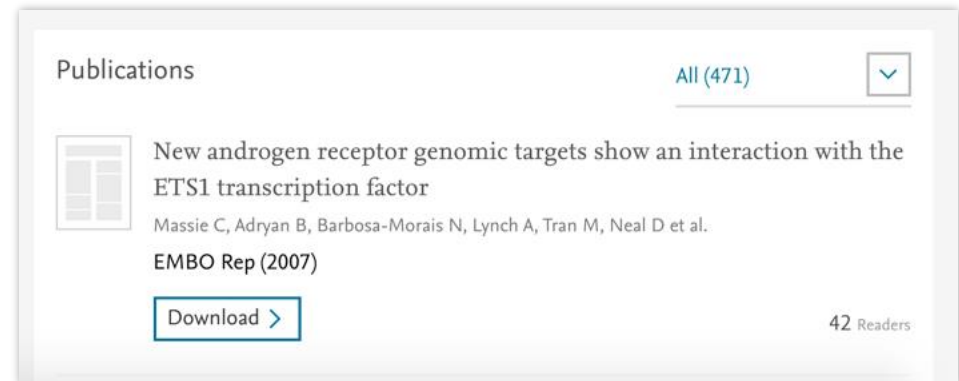 Publications
All (471)
New androgen receptor genomic targets show an interaction with the
ETS1 transcription factor
Massie C, Adryan B, Barbosa-Morais N, Lynch A, Tran M, Neal D et al.
EMBO Rep (2007)
Download
42 Readers